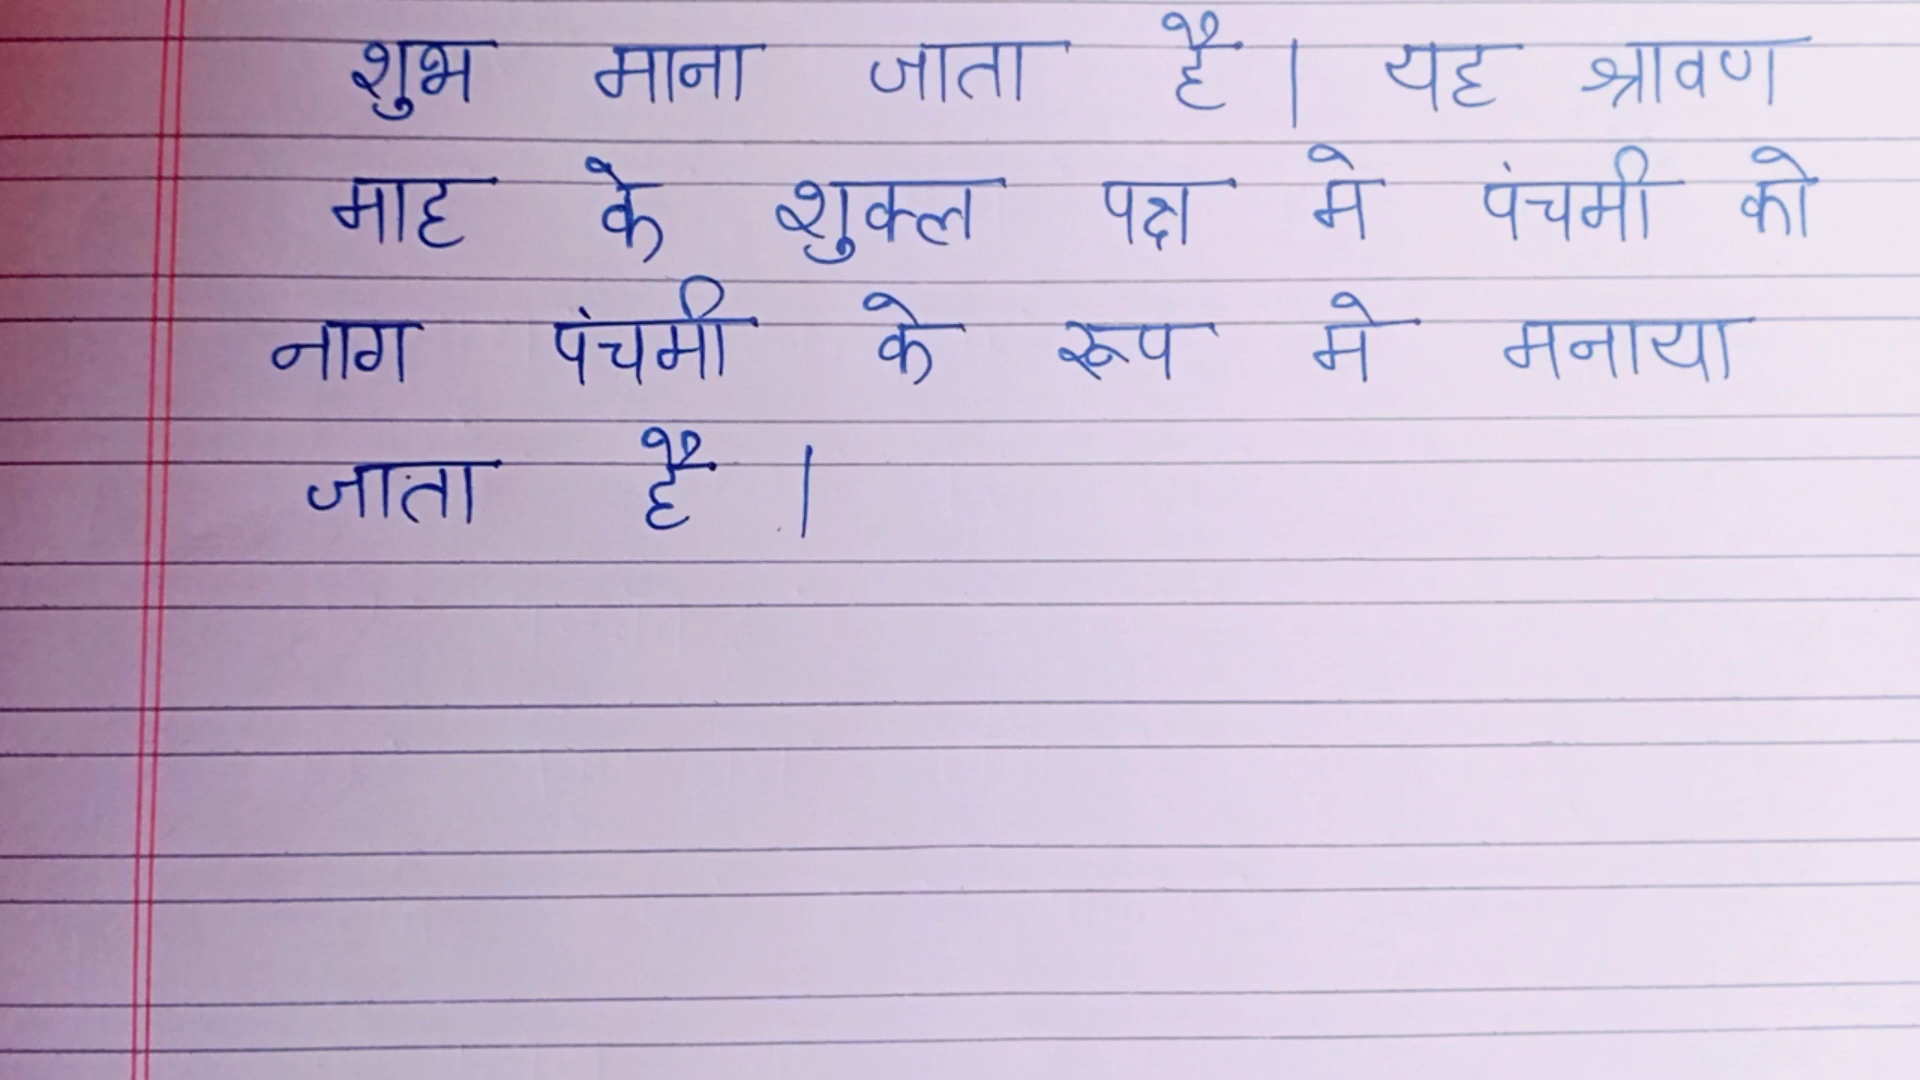 शुभ माना जाता है। यह श्रावण
माह के शुक्ल पक्ष मे पंचमी को
नाग पंचमी के रूप मे मनाया
जाता है।